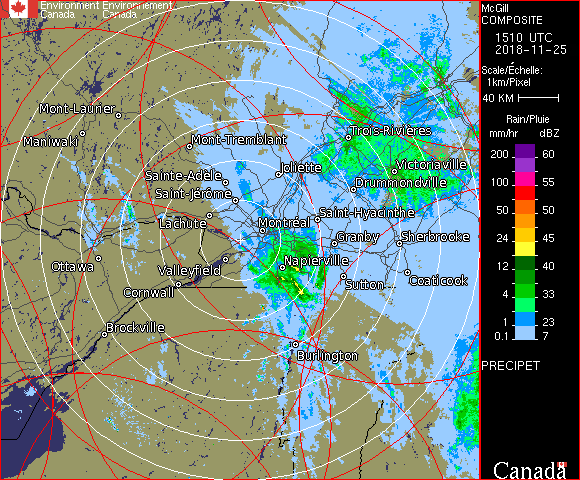 Environment Environnement
Canada Canada
McGill
COMPOSITE
1510 UTC
2018-11-25
Scale/Échelle:
1km/Pixel
40 KM
Rain/Pluie
mm/hr dBZ
200 60
100 55
50 50
24 45
12 40
4 33
1 23
0.1 7
PRECIPET
Canada
Mont-Laurier
Maniwaki
Mont-Tremblant
Trois-Rivières
Sainte-Adèle
Joliette
Victoriaville
Saint-Jérôme
Drummondville
Lachute
Saint-Hyacinthe
Montréal
Granby
Sherbrooke
Ottawa
Valleyfield
Napierville
Cornwall
Sutton
Coaticook
Brockville
Burlington